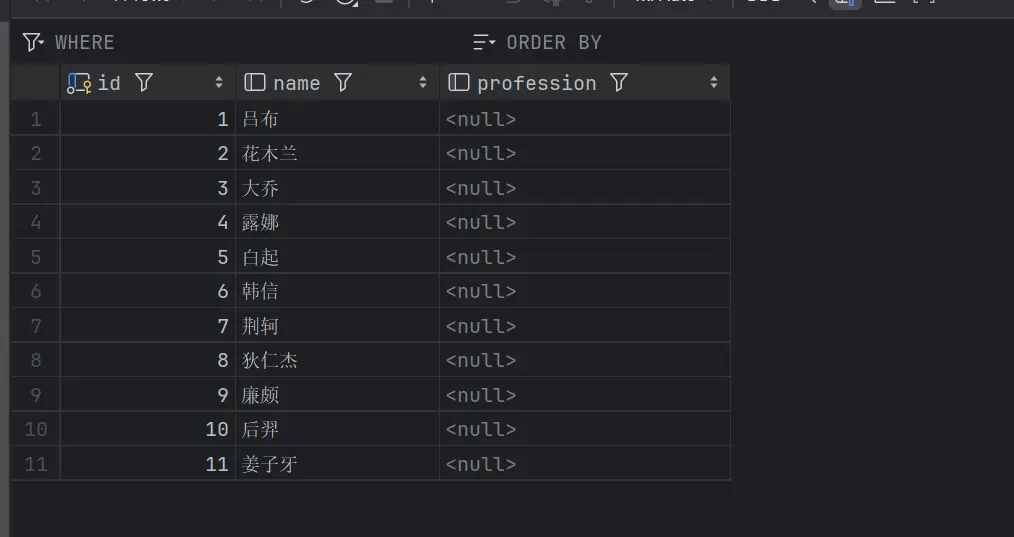 WHERE ORDER BY
id name profession
1 1 吕布 <null>
2 2 花木兰 <null>
3 3 大乔 <null>
4 4 露娜 <null>
5 5 白起 <null>
6 6 韩信 <null>
7 7 荆轲 <null>
8 8 狄仁杰 <null>
9 9 廉颇 <null>
10 10 后羿 <null>
11 11 姜子牙 <null>